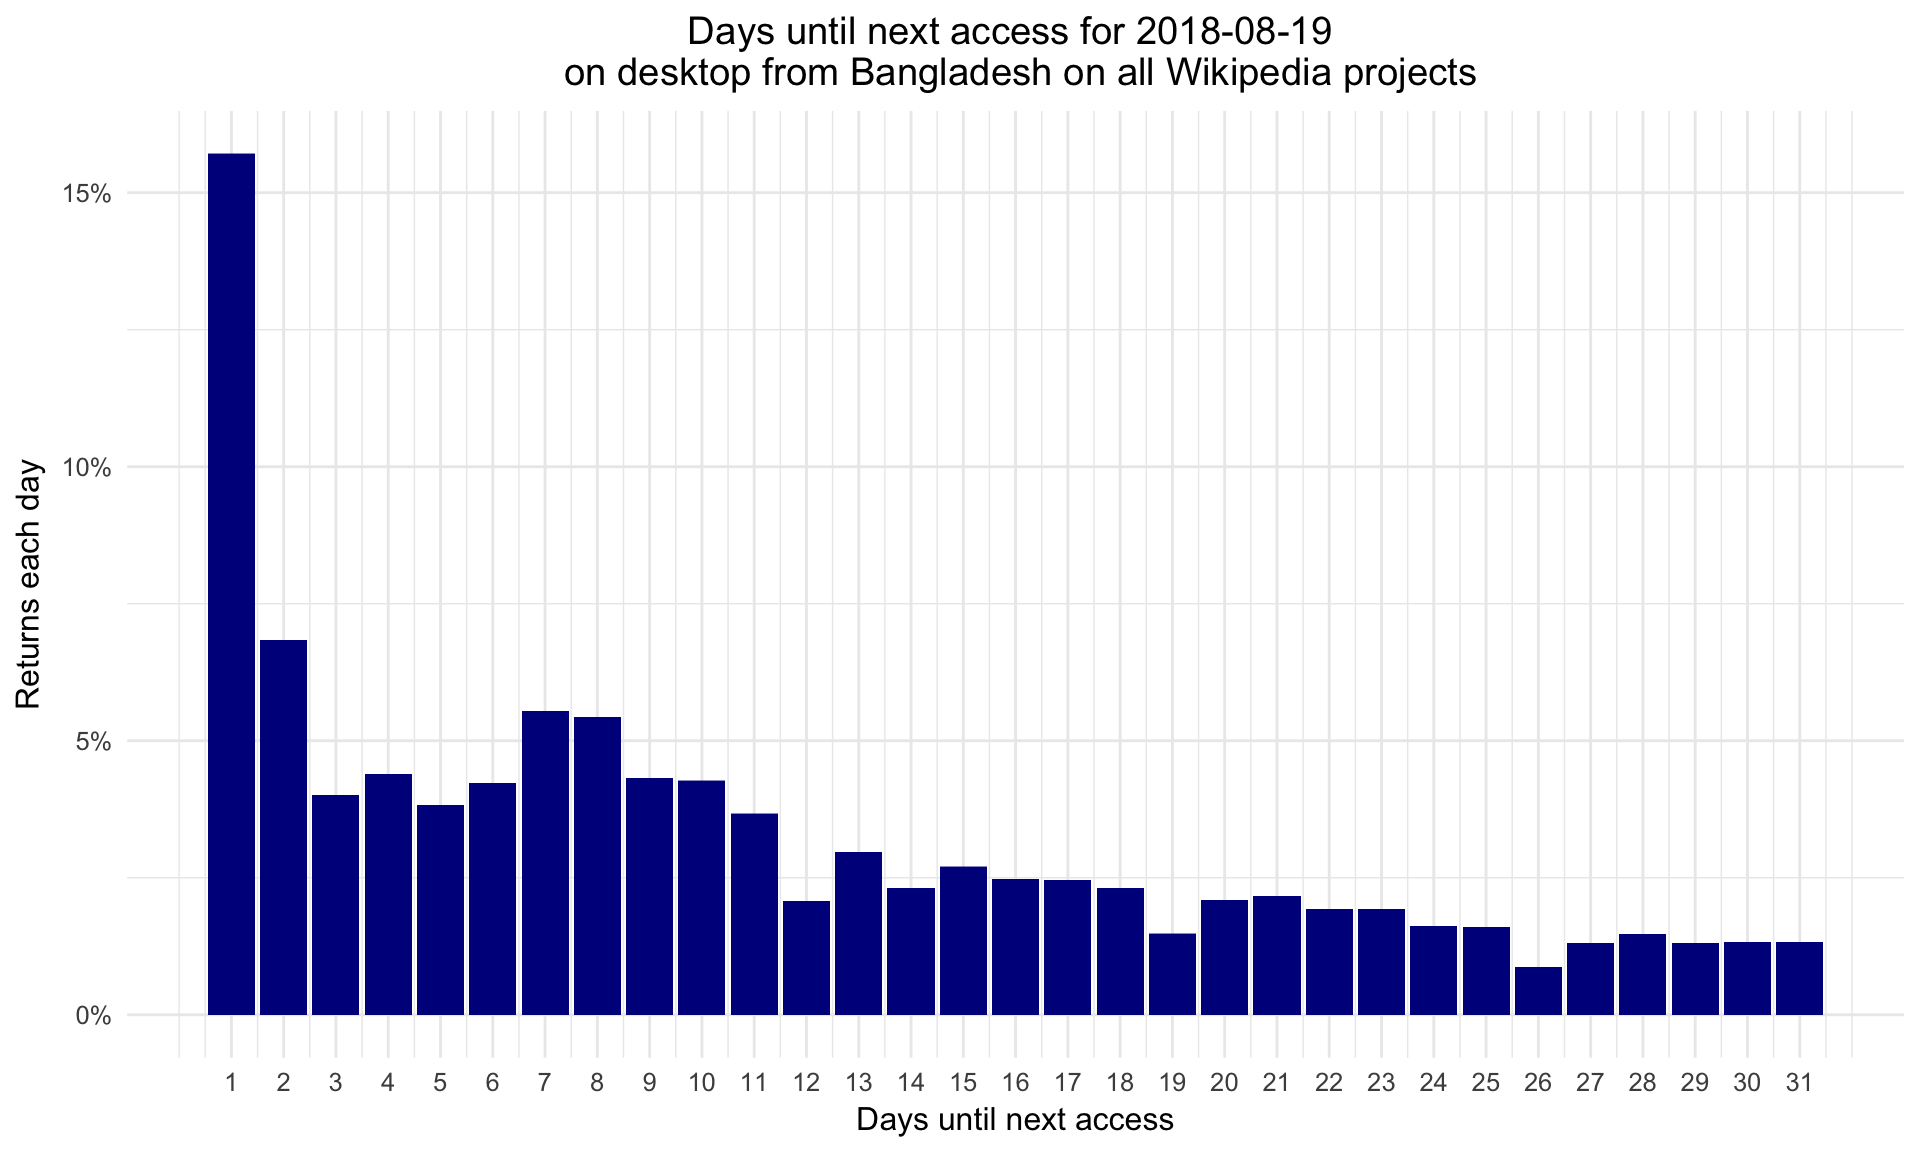 Days until next access for 2018-08-19
on desktop from Bangladesh on all Wikipedia projects
Returns each day
15%
10%
5%
0%
1 2 3 4 5 6 7 8 9 10 11 12 13 14 15 16 17 18 19 20 21 22 23 24 25 26 27 28 29 30 31
Days until next access